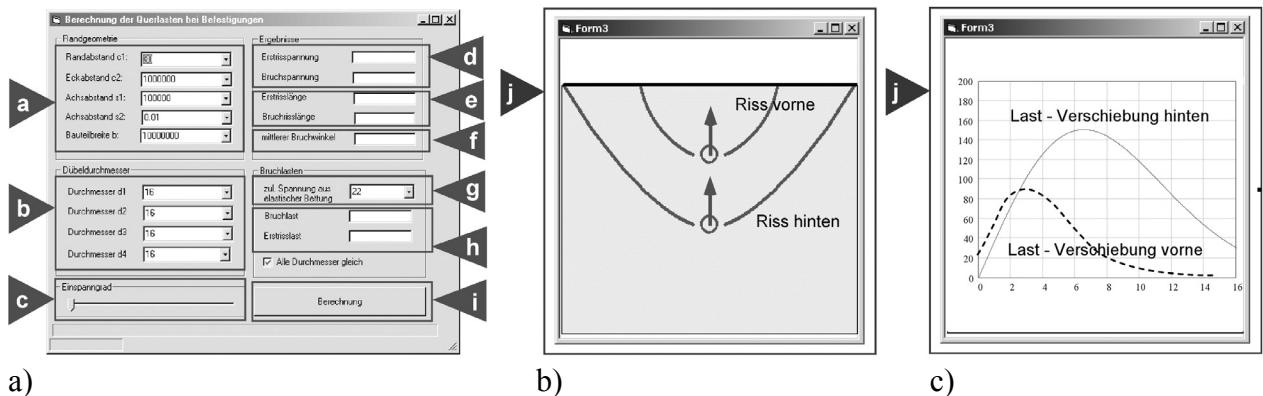 Berechnung der Querlasten bei Befestigungen
Randgeometrie
Randabstand c1:
Eckabstand c2: 1000000
Achsabstand s1: 100000
Achsabstand s2: 0.01
Bauteilbreite b: 10000000
Dübeldurchmesser
Durchmesser d1 16
Durchmesser d2 16
Durchmesser d3 16
Durchmesser d4 16
Einspanngrad
Ergebnisse
Erstrisspannung
Bruchspannung
Erstrisslänge
Bruchrisslänge
mittlerer Bruchwinkel
Bruchlasten
zul. Spannung aus
elastischer Bettung 22
Bruchlast
Erstrisslast
Alle Durchmesser gleich
Berechnung
a
b
c
d
e
f
g
h
i
a)
j
Form3
Riss vorne
Riss hinten
b)
j
Form3
200
180
160
140
120
100
80
60
40
20
0
Last - Verschiebung hinten
Last - Verschiebung vorne
0 2 4 6 8 10 12 14 16
c)